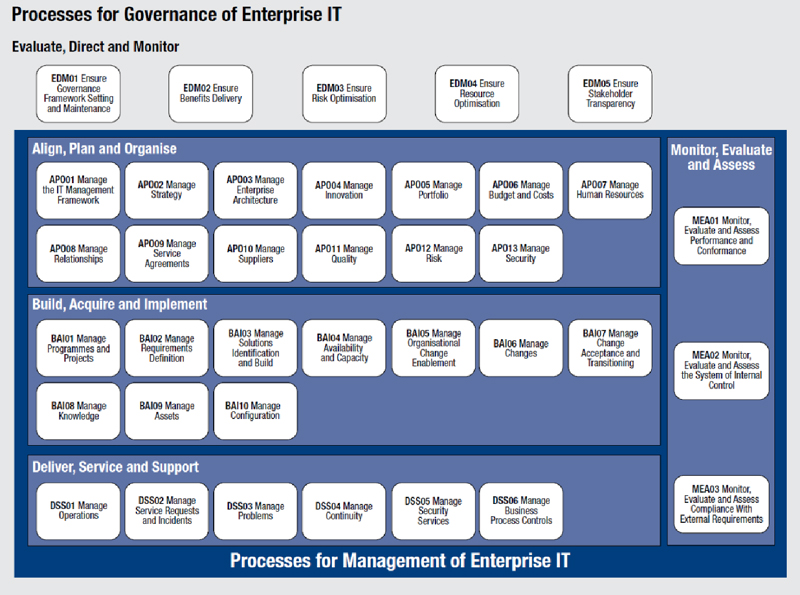 Processes for Governance of Enterprise IT
Evaluate, Direct and Monitor
EDM01 Ensure
Governance
Framework Setting
and Maintenance
EDM02 Ensure
Benefits Delivery
EDM03 Ensure
Risk Optimisation
EDM04 Ensure
Resource
Optimisation
EDM05 Ensure
Stakeholder
Transparency
Align, Plan and Organise
APO01 Manage
the IT Management
Framework
APO02 Manage
Strategy
APO03 Manage
Enterprise
Architecture
APO04 Manage
Innovation
APO05 Manage
Portfolio
APO06 Manage
Budget and Costs
APO07 Manage
Human Resources
APO08 Manage
Relationships
APO09 Manage
Service
Agreements
APO10 Manage
Suppliers
APO11 Manage
Quality
APO12 Manage
Risk
APO13 Manage
Security
Build, Acquire and Implement
BAI01 Manage
Programmes and
Projects
BAI02 Manage
Requirements
Definition
BAI03 Manage
Solutions
Identification
and Build
BAI04 Manage
Availability
and Capacity
BAI05 Manage
Organisational
Change
Enablement
BAI06 Manage
Changes
BAI07 Manage
Change
Acceptance and
Transitioning
BAI08 Manage
Knowledge
BAI09 Manage
Assets
BAI10 Manage
Configuration
Deliver, Service and Support
DSS01 Manage
Operations
DSS02 Manage
Service Requests
and Incidents
DSS03 Manage
Problems
DSS04 Manage
Continuity
DSS05 Manage
Security
Services
DSS06 Manage
Business
Process Controls
Monitor, Evaluate
and Assess
MEA01 Monitor,
Evaluate and Assess
Performance and
Conformance
MEA02 Monitor,
Evaluate and Assess
the System of Internal
Control
MEA03 Monitor,
Evaluate and Assess
Compliance With
External Requirements
Processes for Management of Enterprise IT